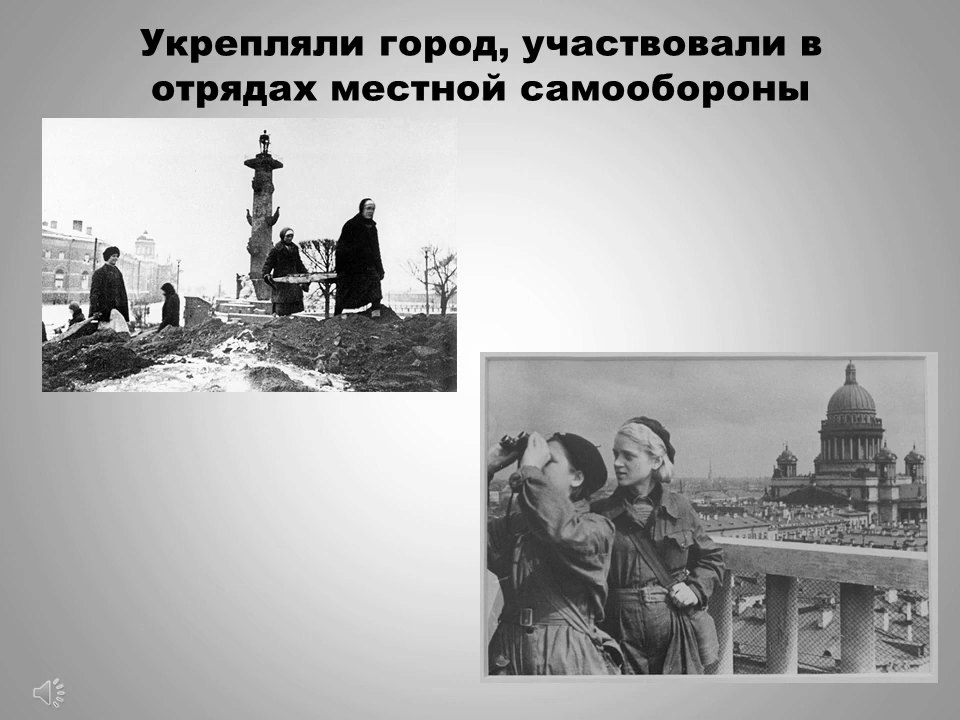 Укрепляли город, участвовали в
отрядах местной самообороны